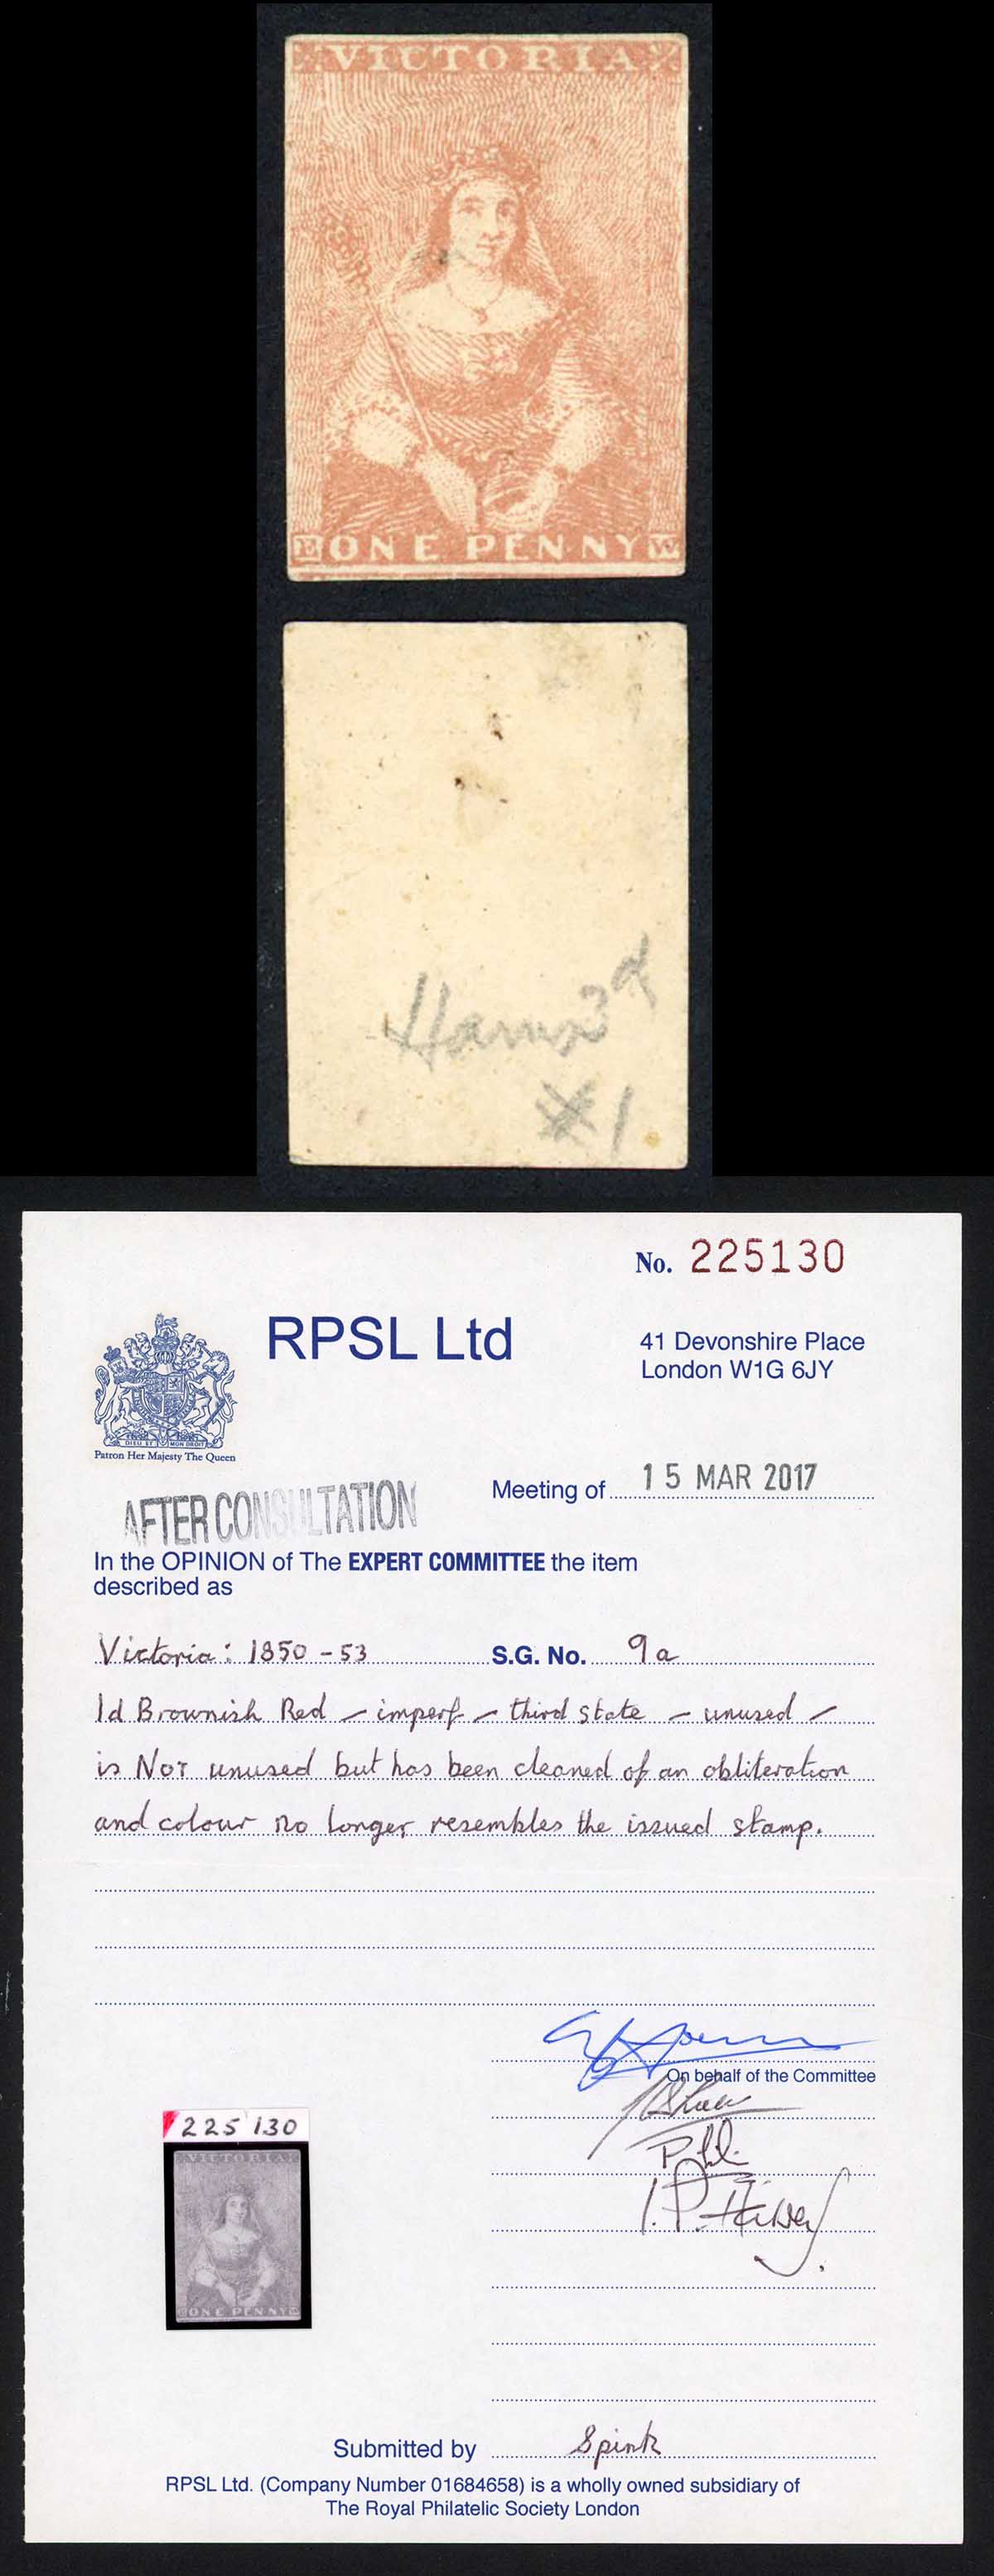 VICTORIA
E ONE PENNY W
3d
1
No. 225130
RPSL Ltd
41 Devonshire Place
London W1G 6JY
DIEU ET MON DROIT
Patron Her Majesty The Queen
Meeting of 15 MAR 2017
AFTER CONSULTATION
In the OPINION of The EXPERT COMMITTEE the item
described as
Victoria: 1850 - 53 S.G. No. 9a
1d Brownish Red - imperf - third state - unused -
is NOT unused but has been cleaned of an obliteration
and colour no longer resembles the issued stamp.
On behalf of the Committee
225 130
VICTORIA
ONE PENNY
Submitted by Spink
RPSL Ltd. (Company Number 01684658) is a wholly owned subsidiary of
The Royal Philatelic Society London